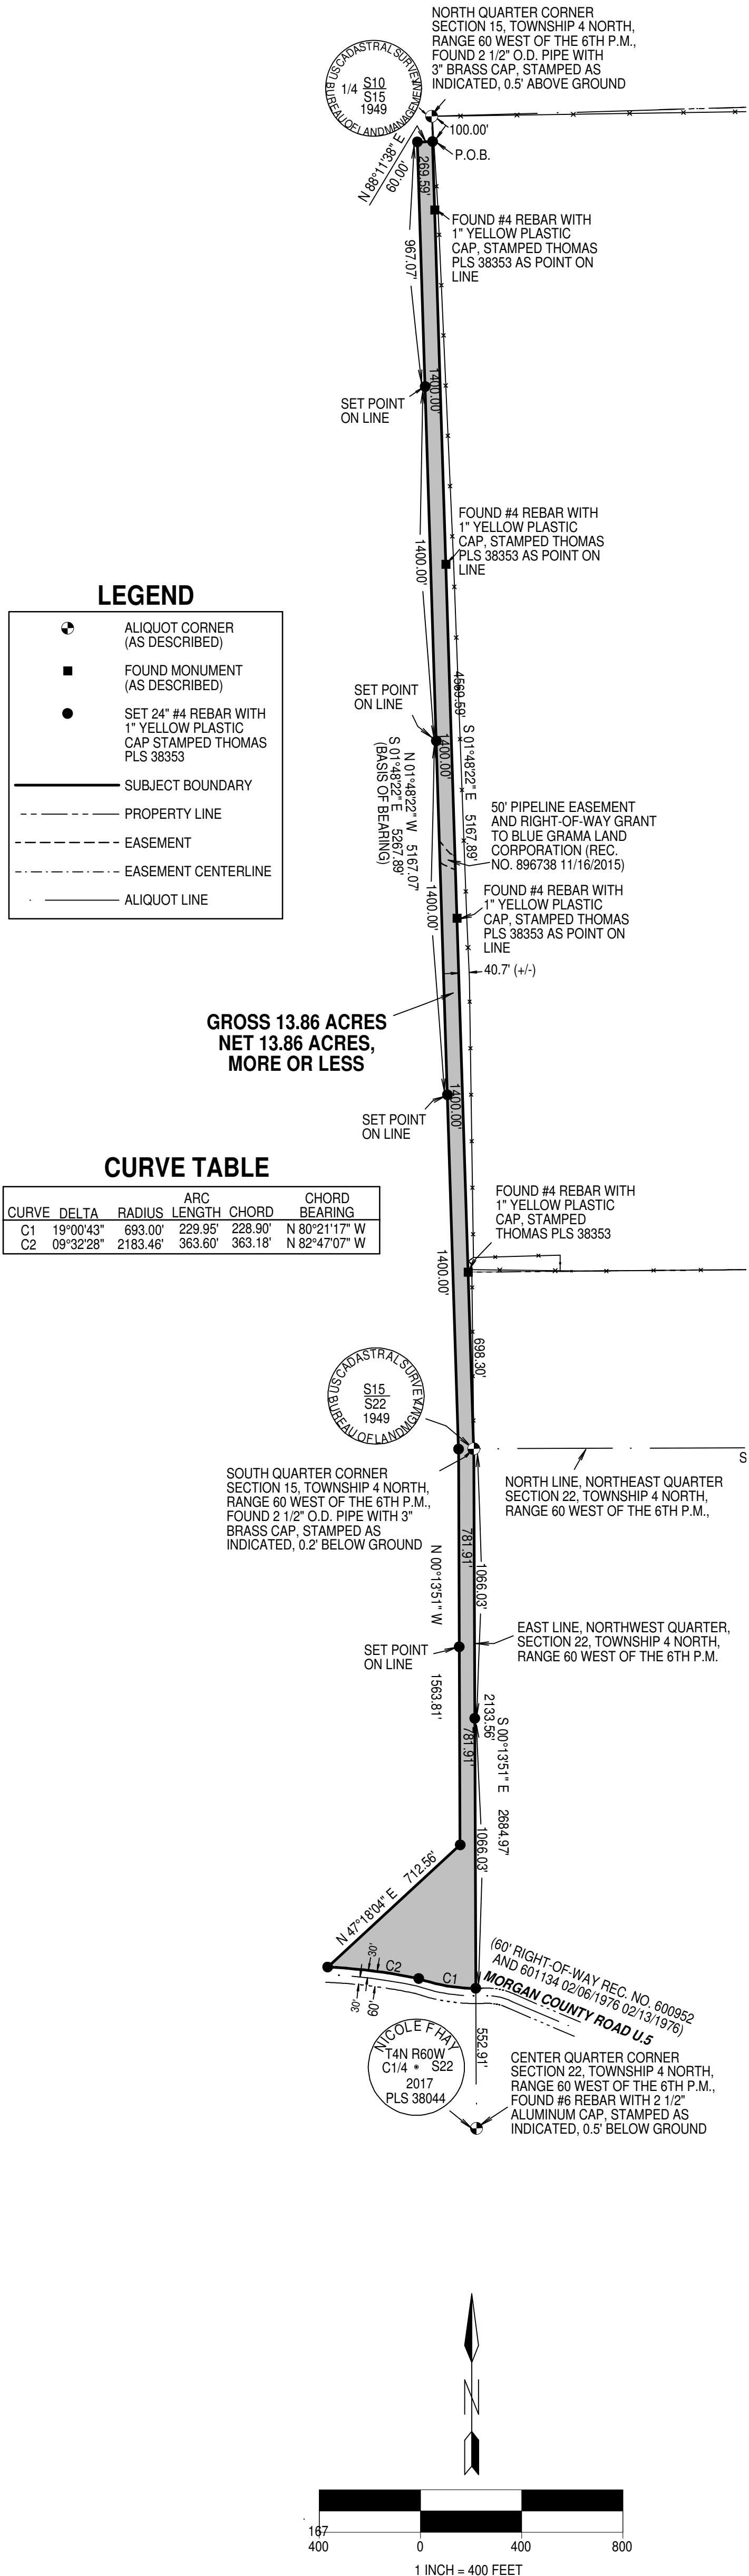 NORTH QUARTER CORNER
SECTION 15, TOWNSHIP 4 NORTH,
RANGE 60 WEST OF THE 6TH P.M.,
FOUND 2 1/2" O.D. PIPE WITH
3" BRASS CAP, STAMPED AS
INDICATED, 0.5' ABOVE GROUND
US CADASTRAL SURVEY
BUREAU OF LAND MANAGEMENT
1/4 S10
S15
1949
100.00'
P.O.B.
N 88°11'38" E
60.00'
269.59'
FOUND #4 REBAR WITH
1" YELLOW PLASTIC
CAP, STAMPED THOMAS
PLS 38353 AS POINT ON
LINE
967.07'
1400.00'
SET POINT
ON LINE
FOUND #4 REBAR WITH
1" YELLOW PLASTIC
CAP, STAMPED THOMAS
PLS 38353 AS POINT ON
LINE
1400.00'
LEGEND
ALIQUOT CORNER
(AS DESCRIBED)
FOUND MONUMENT
(AS DESCRIBED)
SET 24" #4 REBAR WITH
1" YELLOW PLASTIC
CAP STAMPED THOMAS
PLS 38353
SUBJECT BOUNDARY
PROPERTY LINE
EASEMENT
EASEMENT CENTERLINE
ALIQUOT LINE
4569.59'
SET POINT
ON LINE
1400.00'
S 01°48'22" E 5167.89'
N 01°48'22" W 5167.07'
S 01°48'22" E 5267.89'
(BASIS OF BEARING)
50' PIPELINE EASEMENT
AND RIGHT-OF-WAY GRANT
TO BLUE GRAMA LAND
CORPORATION (REC.
NO. 896738 11/16/2015)
1400.00'
FOUND #4 REBAR WITH
1" YELLOW PLASTIC
CAP, STAMPED THOMAS
PLS 38353 AS POINT ON
LINE
40.7' (+/-)
GROSS 13.86 ACRES
NET 13.86 ACRES,
MORE OR LESS
1400.00'
SET POINT
ON LINE
CURVE TABLE
CURVE DELTA RADIUS ARC LENGTH CHORD CHORD BEARING
C1 19°00'43" 693.00' 229.95' 228.90' N 80°21'17" W
C2 09°32'28" 2183.46' 363.60' 363.18' N 82°47'07" W
FOUND #4 REBAR WITH
1" YELLOW PLASTIC
CAP, STAMPED
THOMAS PLS 38353
1400.00'
698.30'
US CADASTRAL SURVEY
BUREAU OF LAND MGMT
S15
S22
1949
S
SOUTH QUARTER CORNER
SECTION 15, TOWNSHIP 4 NORTH,
RANGE 60 WEST OF THE 6TH P.M.,
FOUND 2 1/2" O.D. PIPE WITH 3"
BRASS CAP, STAMPED AS
INDICATED, 0.2' BELOW GROUND
NORTH LINE, NORTHEAST QUARTER
SECTION 22, TOWNSHIP 4 NORTH,
RANGE 60 WEST OF THE 6TH P.M.,
781.91'
1066.03'
N 00°13'51" W 1563.81'
EAST LINE, NORTHWEST QUARTER,
SECTION 22, TOWNSHIP 4 NORTH,
RANGE 60 WEST OF THE 6TH P.M.
SET POINT
ON LINE
2133.56'
S 00°13'51" E 2684.97'
781.91'
1066.03'
N 47°18'04" E 712.56'
30'
C2
C1
30'
60'
(60' RIGHT-OF-WAY REC. NO. 600952
AND 601134 02/06/1976 02/13/1976)
MORGAN COUNTY ROAD U.5
552.91'
NICOLE F HAY
T4N R60W
C1/4 S22
2017
PLS 38044
CENTER QUARTER CORNER
SECTION 22, TOWNSHIP 4 NORTH,
RANGE 60 WEST OF THE 6TH P.M.,
FOUND #6 REBAR WITH 2 1/2"
ALUMINUM CAP, STAMPED AS
INDICATED, 0.5' BELOW GROUND
N
167
400 0 400 800
1 INCH = 400 FEET